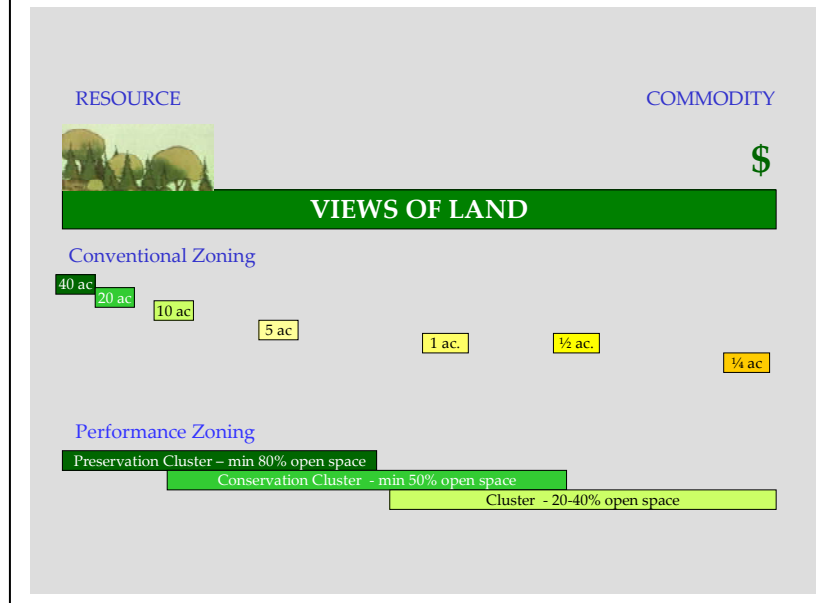 RESOURCE
COMMODITY
$
VIEWS OF LAND
Conventional Zoning
40 ac
20 ac
10 ac
5 ac
1 ac.
½ ac.
¼ ac
Performance Zoning
Preservation Cluster – min 80% open space
Conservation Cluster - min 50% open space
Cluster - 20-40% open space